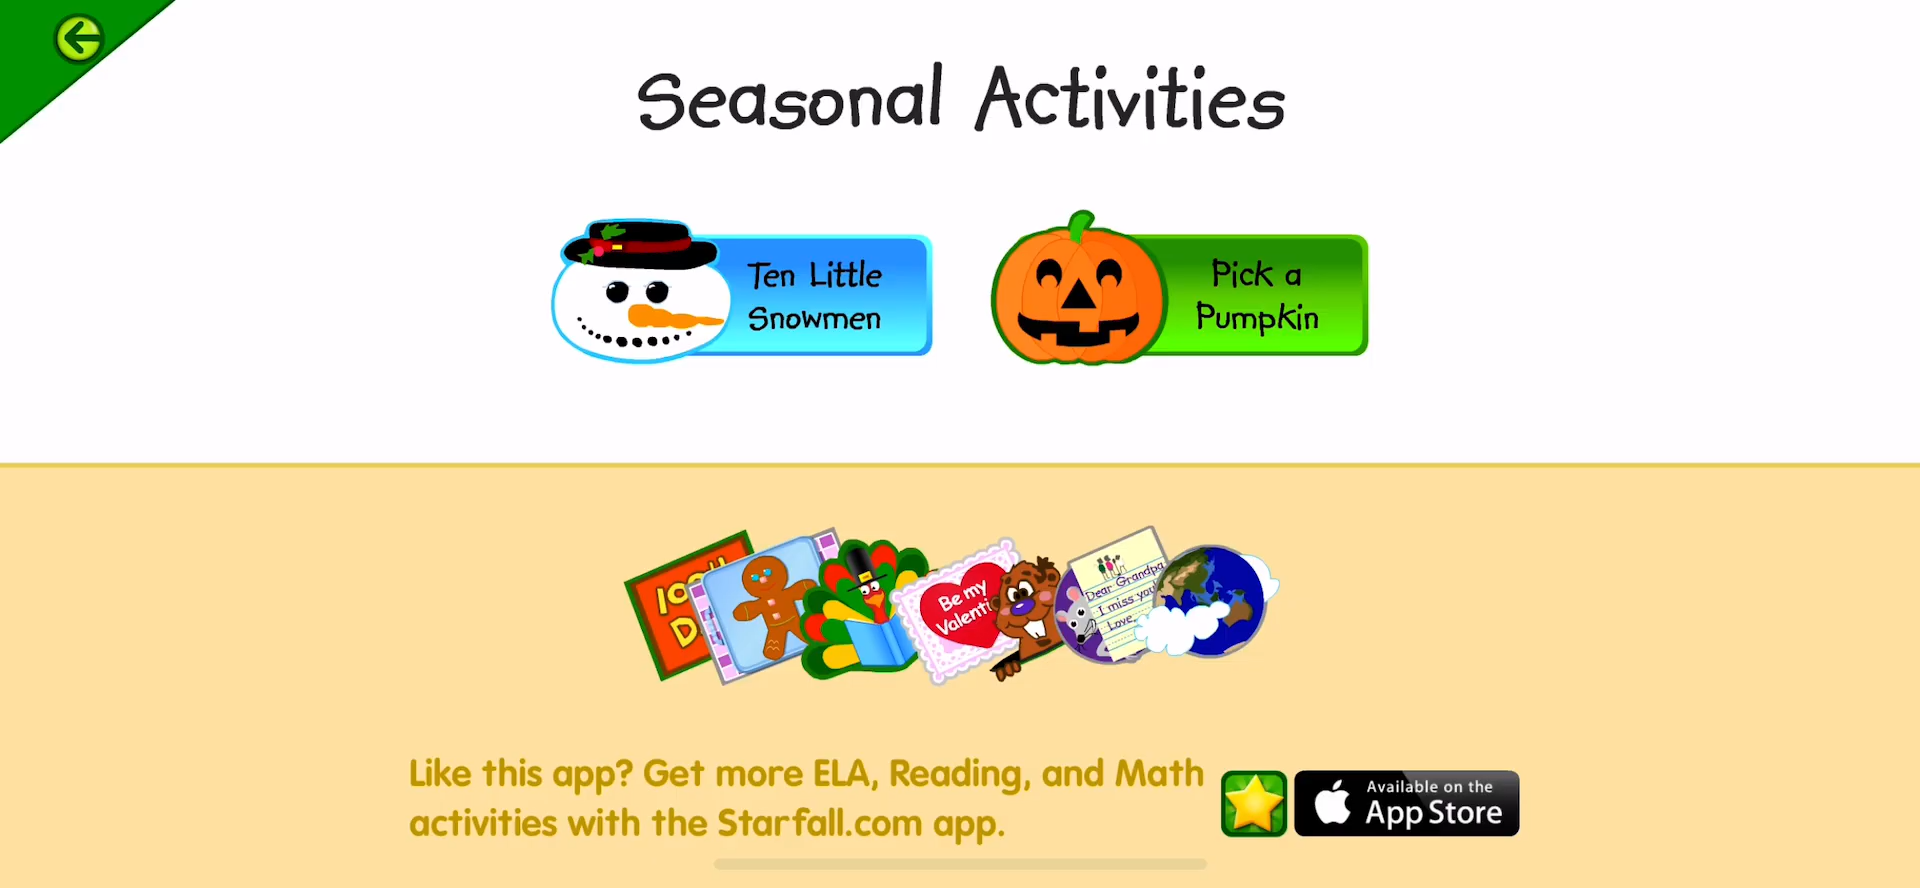 Seasonal Activities
Ten Little
Snowmen
Pick a
Pumpkin
Be my
Dear Grandpa
I miss you!
Love,
Like this app? Get more ELA, Reading, and Math
activities with the Starfall.com app.
Available on the
App Store